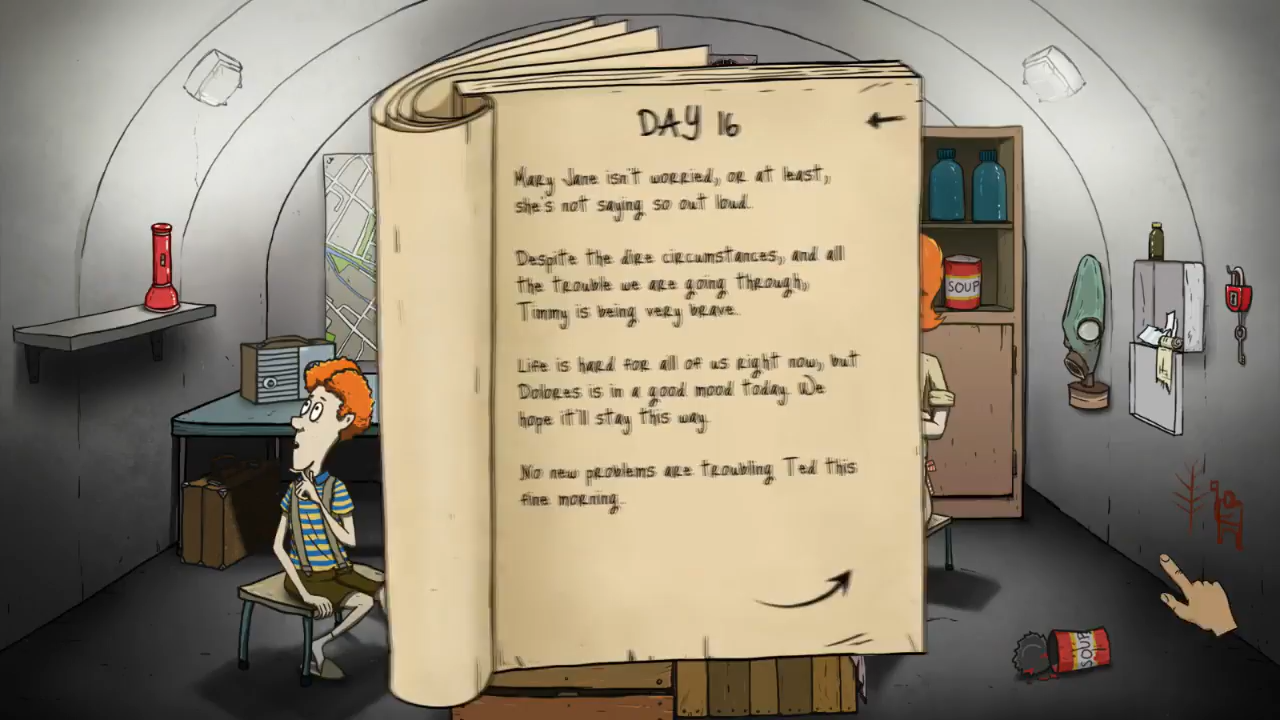 DAY 16
Mary Jane isn't worried, or at least,
she's not saying so out loud.
Despite the dire circumstances, and all
the trouble we are going through,
Timmy is being very brave.
Life is hard for all of us right now, but
Dolores is in a good mood today. We
hope it'll stay this way.
No new problems are troubling Ted this
fine morning.
SOUP
SOUP